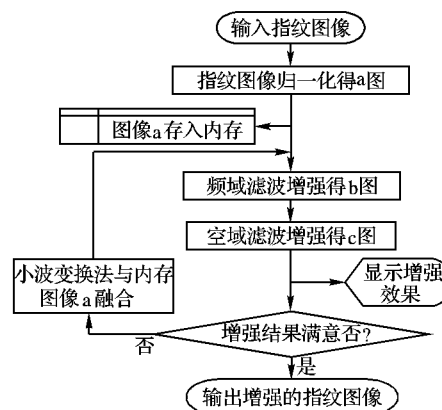 输入指纹图像
指纹图像归一化得a图
图像a存入内存
频域滤波增强得b图
空域滤波增强得c图
小波变换法与内存
图像a融合
显示增强
效果
增强结果满意否?
否
是
输出增强的指纹图像